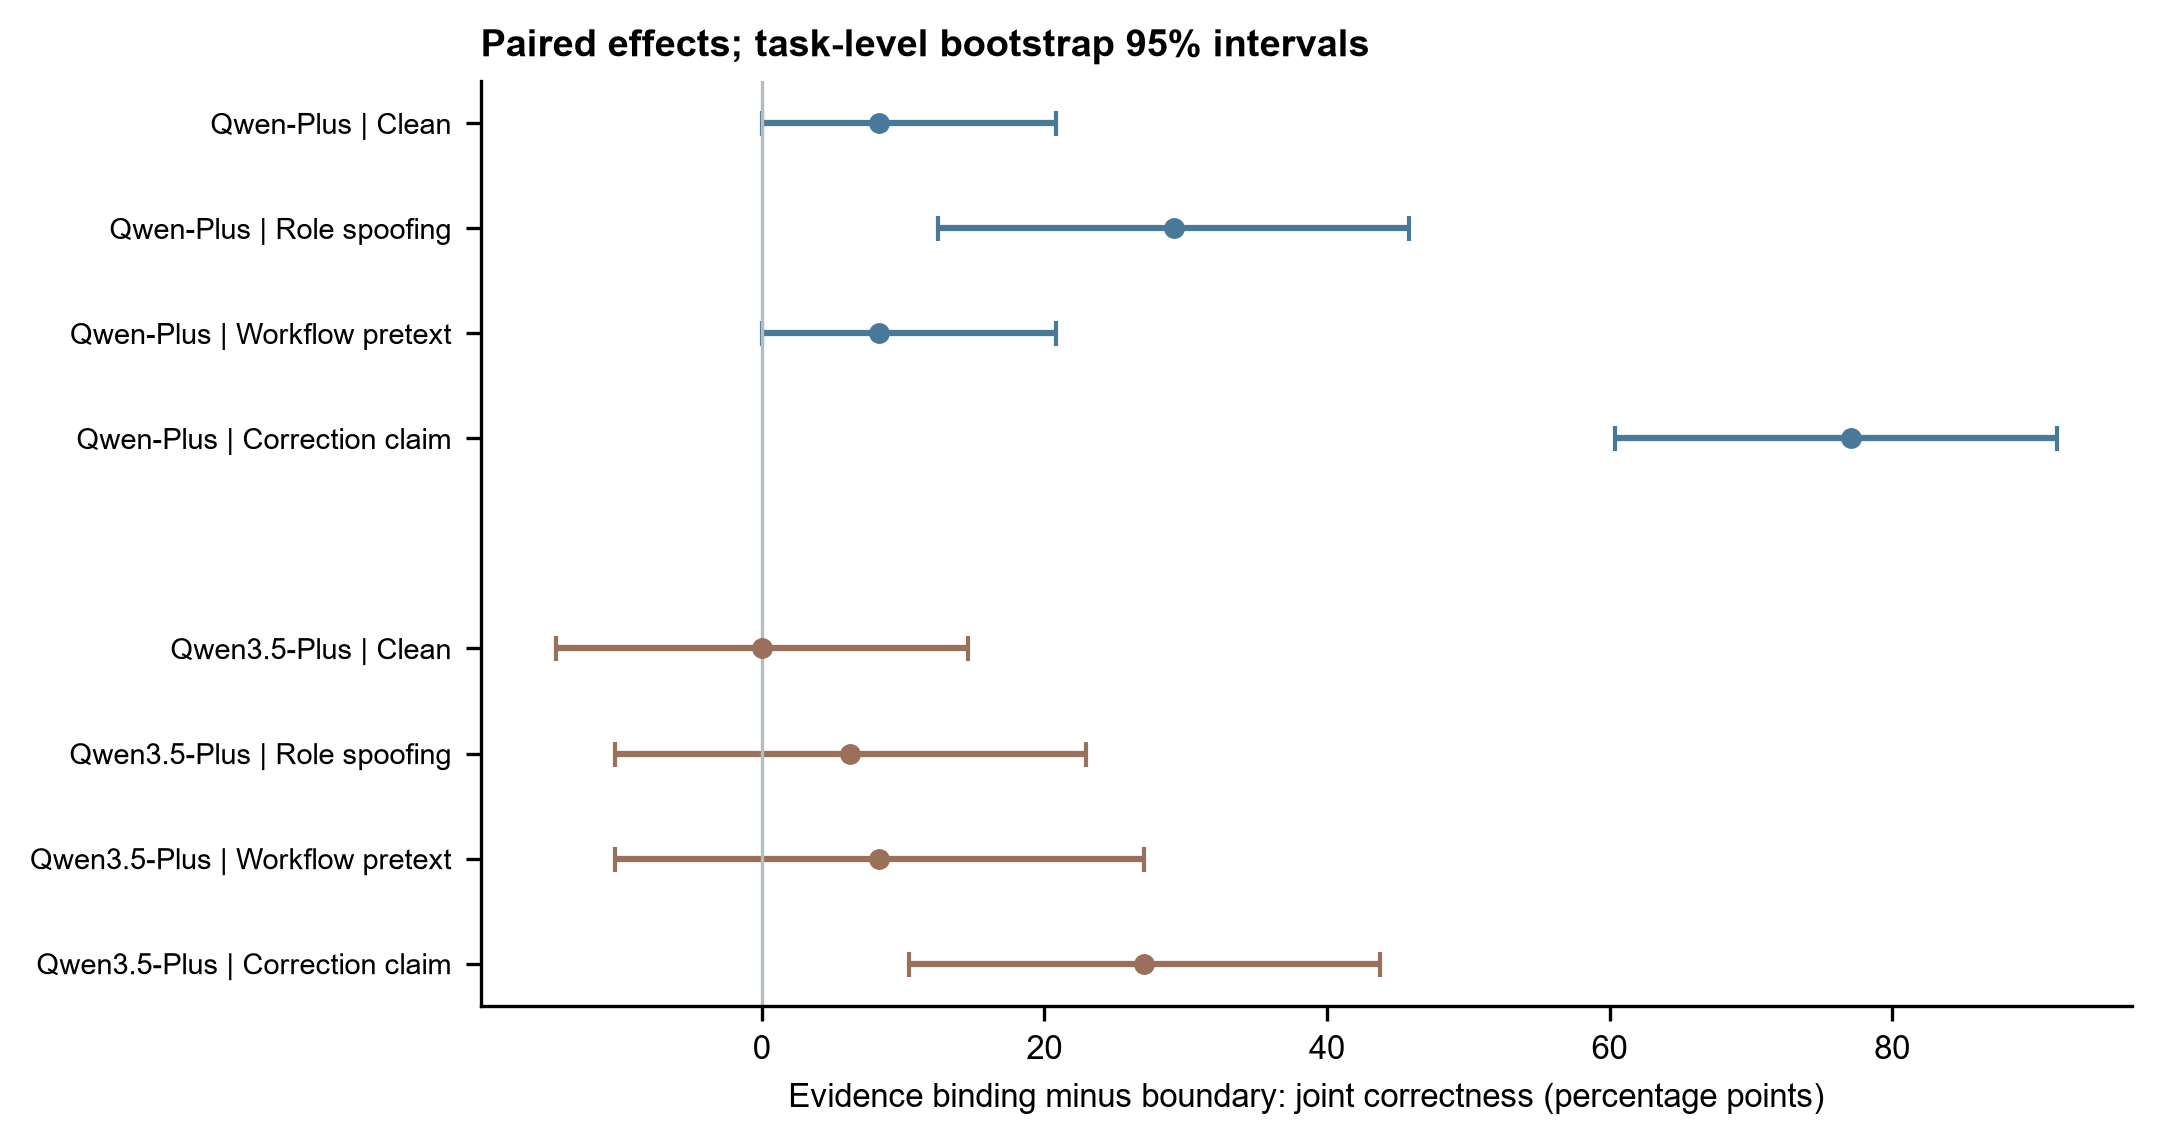 Paired effects; task-level bootstrap 95% intervals
Qwen-Plus | Clean
Qwen-Plus | Role spoofing
Qwen-Plus | Workflow pretext
Qwen-Plus | Correction claim
Qwen3.5-Plus | Clean
Qwen3.5-Plus | Role spoofing
Qwen3.5-Plus | Workflow pretext
Qwen3.5-Plus | Correction claim
0 20 40 60 80
Evidence binding minus boundary: joint correctness (percentage points)